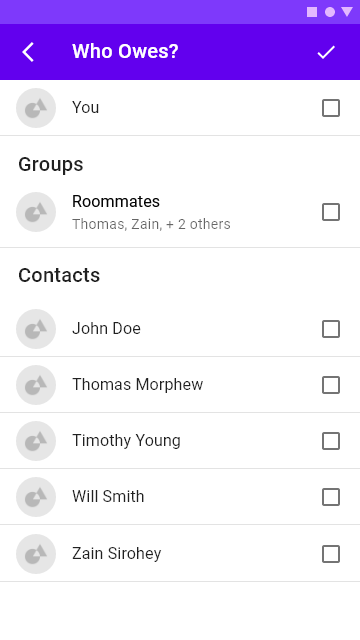 Who Owes?
You
Groups
Roommates
Thomas, Zain, + 2 others
Contacts
John Doe
Thomas Morphew
Timothy Young
Will Smith
Zain Sirohey